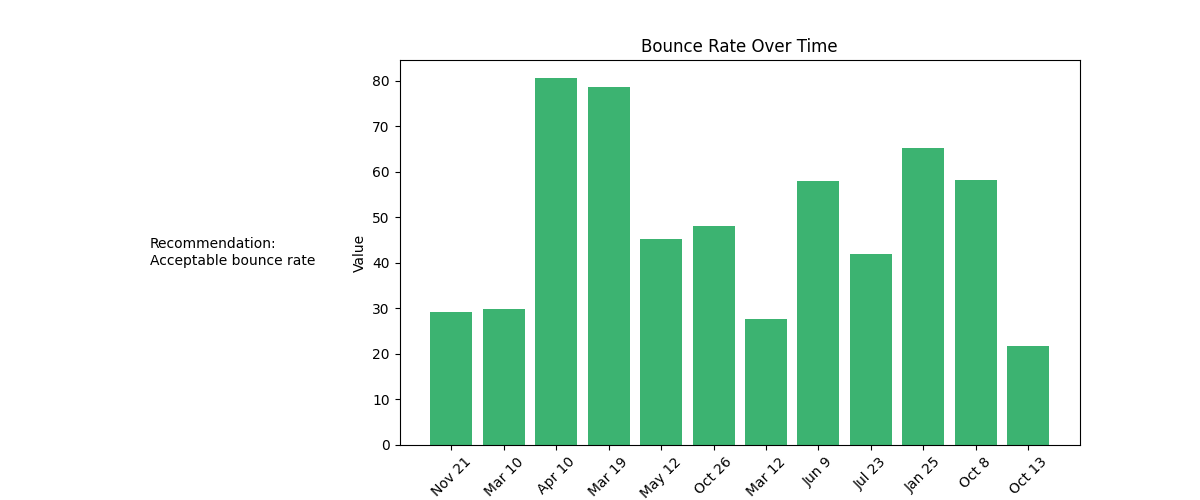 Bounce Rate Over Time
Recommendation:
Acceptable bounce rate
Value
80
70
60
50
40
30
20
10
0
Nov 21
Mar 10
Apr 10
Mar 19
May 12
Oct 26
Mar 12
Jun 9
Jul 23
Jan 25
Oct 8
Oct 13